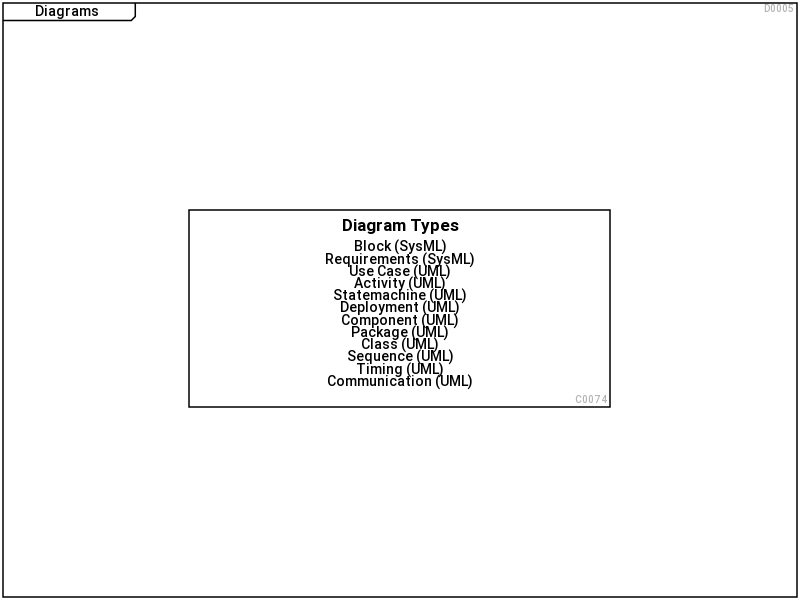 Diagrams
D0005
Diagram Types
Block (SysML)
Requirements (SysML)
Use Case (UML)
Activity (UML)
Statemachine (UML)
Deployment (UML)
Component (UML)
Package (UML)
Class (UML)
Sequence (UML)
Timing (UML)
Communication (UML)
C0074